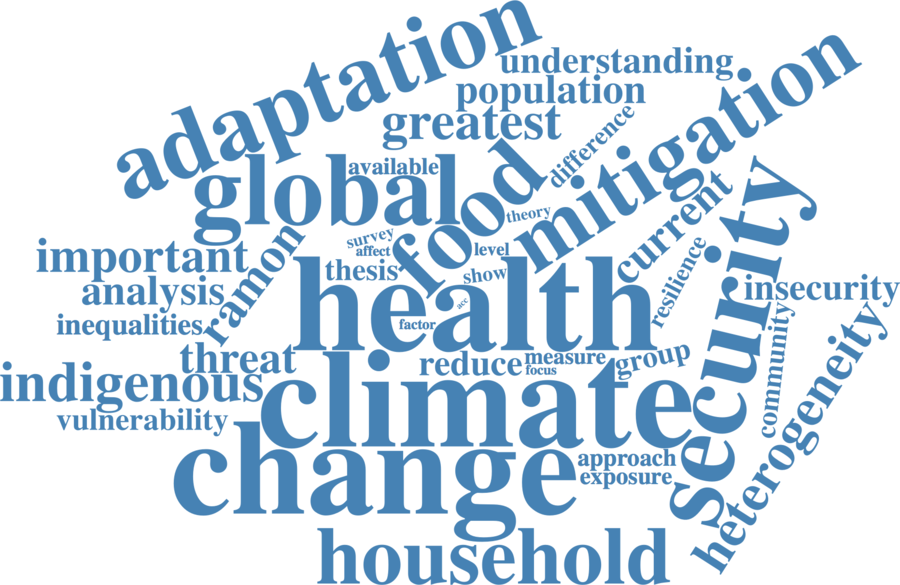 adaptation
understanding
population
greatest
difference
mitigation
available
global
food
theory
current
security
survey
affect
level
important
ramon
thesis
show
resilience
analysis
health
acc
insecurity
inequalities
factor
community
threat
reduce
measure
focus
group
heterogeneity
indigenous
climate
vulnerability
change
approach
exposure
household